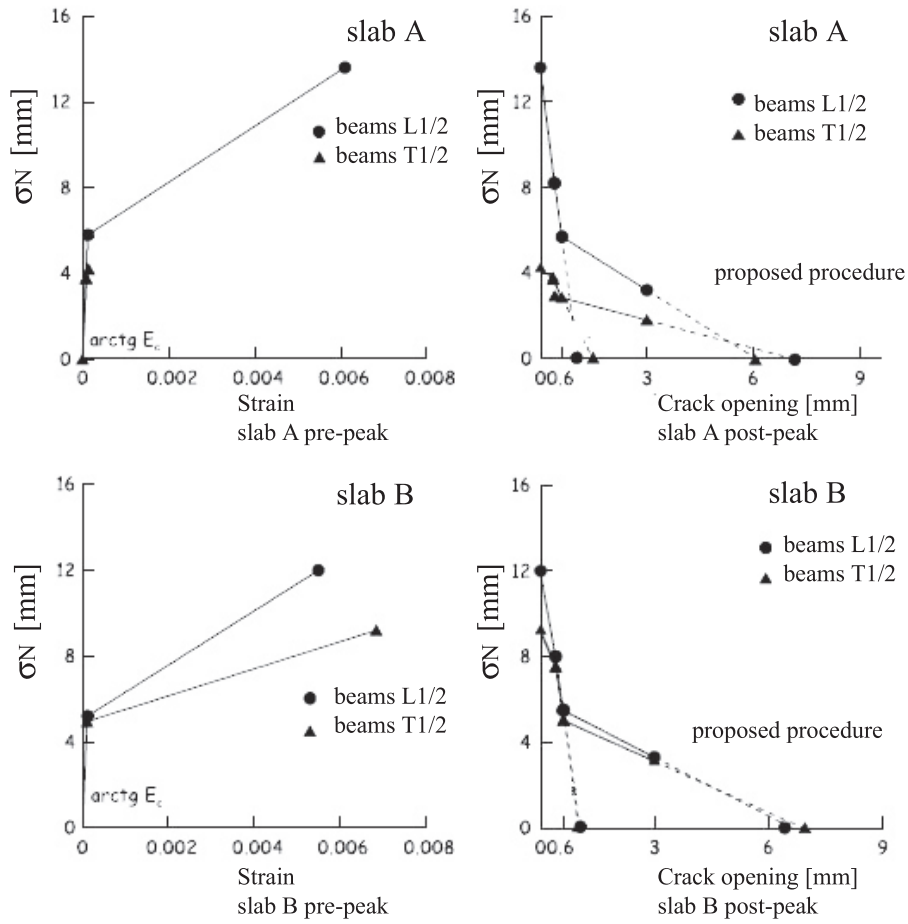 slab A
16
12
8
4
0
σN [mm]
beams L1/2
beams T1/2
arctg Ec
0 0.002 0.004 0.006 0.008
Strain
slab A pre-peak
slab A
16
12
8
4
0
σN [mm]
beams L1/2
beams T1/2
proposed procedure
00.6 3 6 9
Crack opening [mm]
slab A post-peak
slab B
16
12
8
4
0
σN [mm]
beams L1/2
beams T1/2
arctg Ec
0 0.002 0.004 0.006 0.008
Strain
slab B pre-peak
slab B
16
12
8
4
0
σN [mm]
beams L1/2
beams T1/2
proposed procedure
00.6 3 6 9
Crack opening [mm]
slab B post-peak